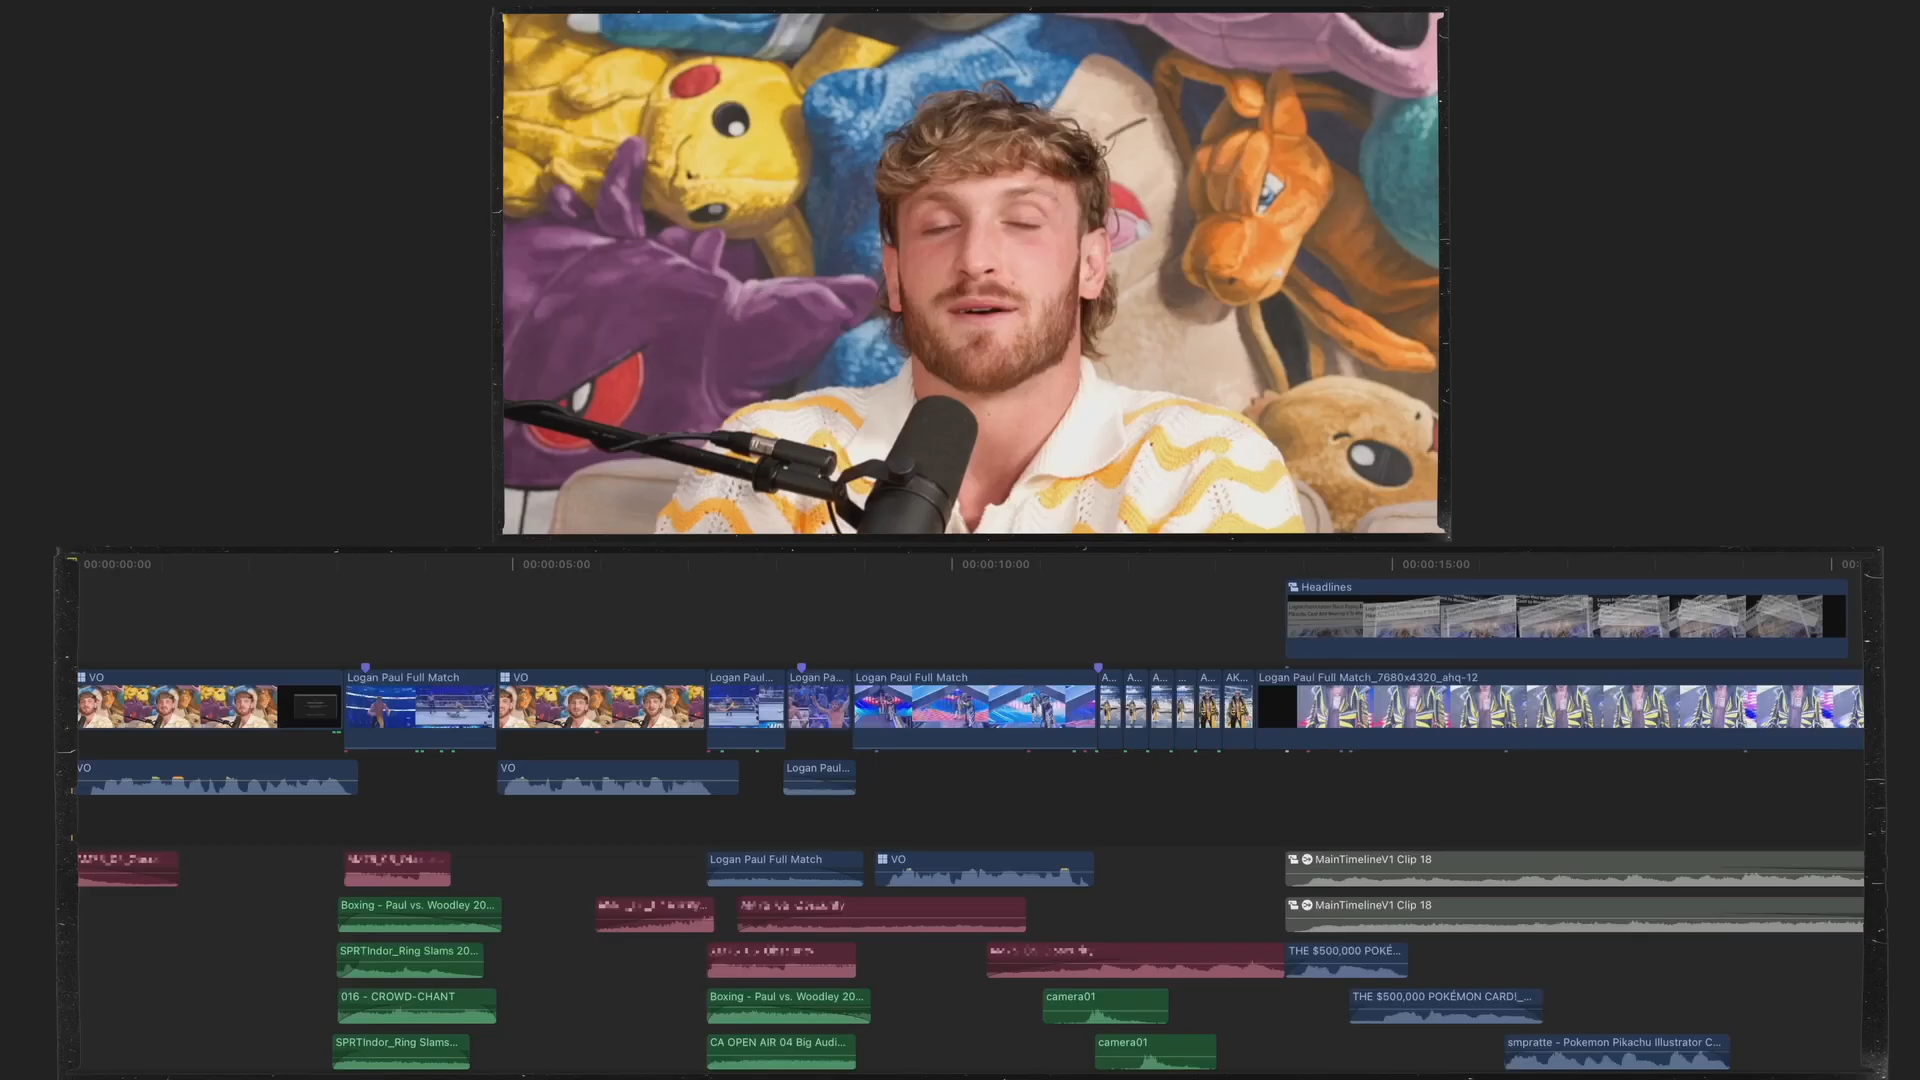 00:00:00:00
00:00:05:00
00:00:10:00
00:00:15:00
00:
Headlines
VO
Logan Paul Full Match
VO
Logan Paul...
Logan Pa...
Logan Paul Full Match
A...
A...
A...
...
A...
AK...
Logan Paul Full Match_7680x4320_ahq-12
VO
VO
Logan Paul...
Logan Paul Full Match
VO
MainTimelineV1 Clip 18
Boxing - Paul vs. Woodley 20...
MainTimelineV1 Clip 18
SPRTIndor_Ring Slams 20...
THE $500,000 POKÉ...
016 - CROWD-CHANT
Boxing - Paul vs. Woodley 20...
camera01
THE $500,000 POKÉMON CARD!_...
SPRTIndor_Ring Slams...
CA OPEN AIR 04 Big Audi...
camera01
smpratte - Pokemon Pikachu Illustrator C...